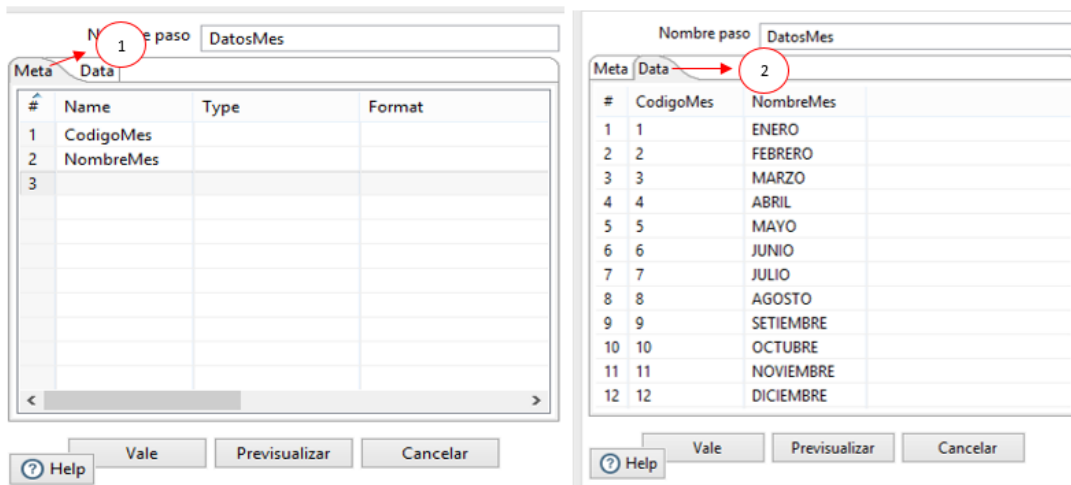 Nombre paso DatosMes
1
Meta Data
# Name Type Format
1 CodigoMes
2 NombreMes
3
Vale Previsualizar Cancelar
Help
Nombre paso DatosMes
Meta Data 2
# CodigoMes NombreMes
1 1 ENERO
2 2 FEBRERO
3 3 MARZO
4 4 ABRIL
5 5 MAYO
6 6 JUNIO
7 7 JULIO
8 8 AGOSTO
9 9 SETIEMBRE
10 10 OCTUBRE
11 11 NOVIEMBRE
12 12 DICIEMBRE
Vale Previsualizar Cancelar
Help